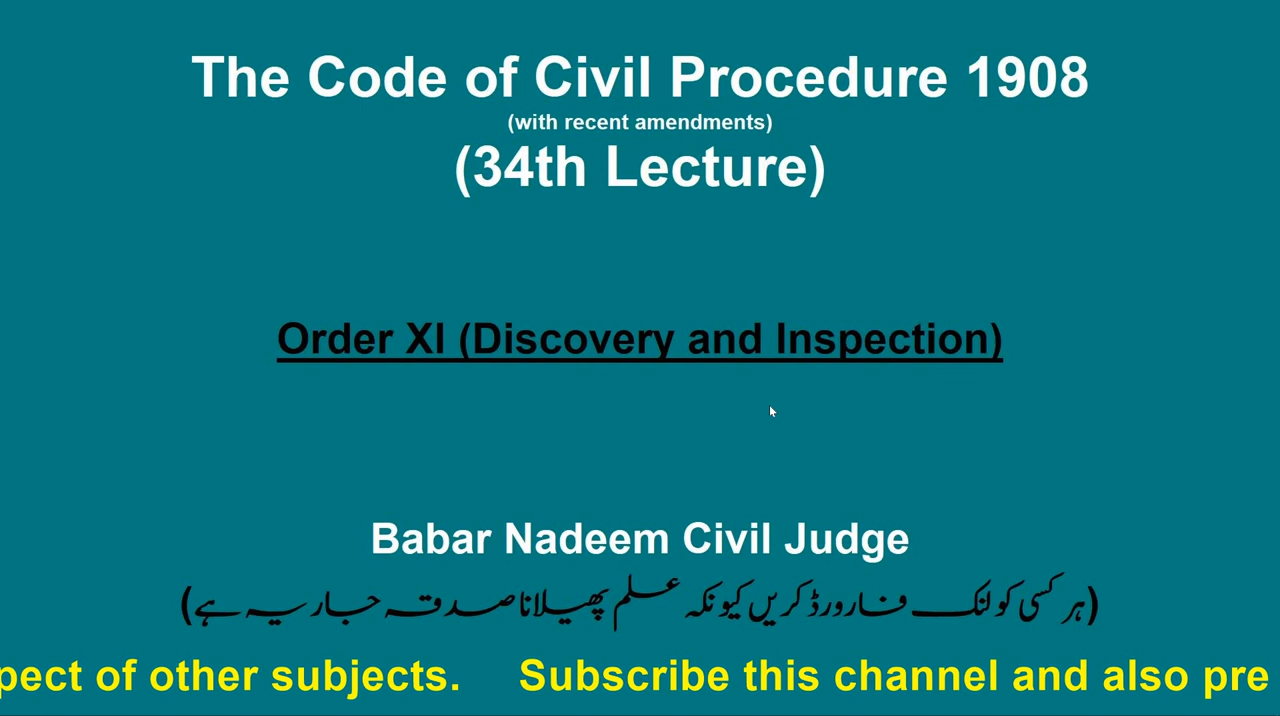 The Code of Civil Procedure 1908
(with recent amendments)
(34th Lecture)
Order XI (Discovery and Inspection)
Babar Nadeem Civil Judge
(ہر کسی کو لنک فارورڈ کریں کیونکہ علم پھیلانا صدقہ جاریہ ہے)
pect of other subjects. Subscribe this channel and also pre